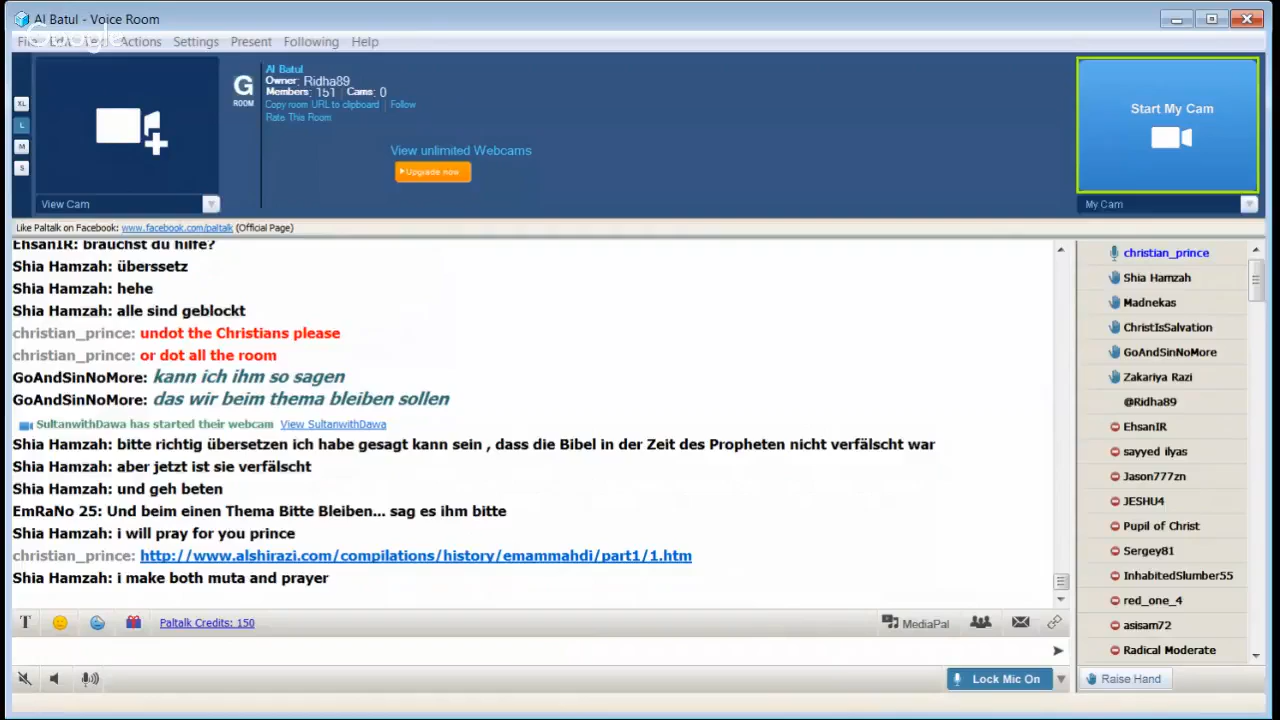 Al Batul - Voice Room
Google
Actions Settings Present Following Help
Al Batul
Owner: Ridha89
G ROOM
Members: 151 Cams: 0
Copy room URL to clipboard | Follow
Rate This Room
View unlimited Webcams
Upgrade now
Start My Cam
XL
L
M
S
View Cam
My Cam
Like Paltalk on Facebook: www.facebook.com/paltalk (Official Page)
EhsanIR: brauchst du hilfe?
Shia Hamzah: überssetz
Shia Hamzah: hehe
Shia Hamzah: alle sind geblockt
christian_prince: undot the Christians please
christian_prince: or dot all the room
GoAndSinNoMore: kann ich ihm so sagen
GoAndSinNoMore: das wir beim thema bleiben sollen
SultanwithDawa has started their webcam View SultanwithDawa
Shia Hamzah: bitte richtig übersetzen ich habe gesagt kann sein , dass die Bibel in der Zeit des Propheten nicht verfälscht war
Shia Hamzah: aber jetzt ist sie verfälscht
Shia Hamzah: und geh beten
EmRaNo 25: Und beim einen Thema Bitte Bleiben... sag es ihm bitte
Shia Hamzah: i will pray for you prince
christian_prince: http://www.alshirazi.com/compilations/history/emammahdi/part1/1.htm
Shia Hamzah: i make both muta and prayer
christian_prince
Shia Hamzah
Madnekas
ChristIsSalvation
GoAndSinNoMore
Zakariya Razi
@Ridha89
EhsanIR
sayyed ilyas
Jason777zn
JESHU4
Pupil of Christ
Sergey81
InhabitedSlumber55
red_one_4
asisam72
Radical Moderate
T Paltalk Credits: 150 MediaPal
Lock Mic On
Raise Hand